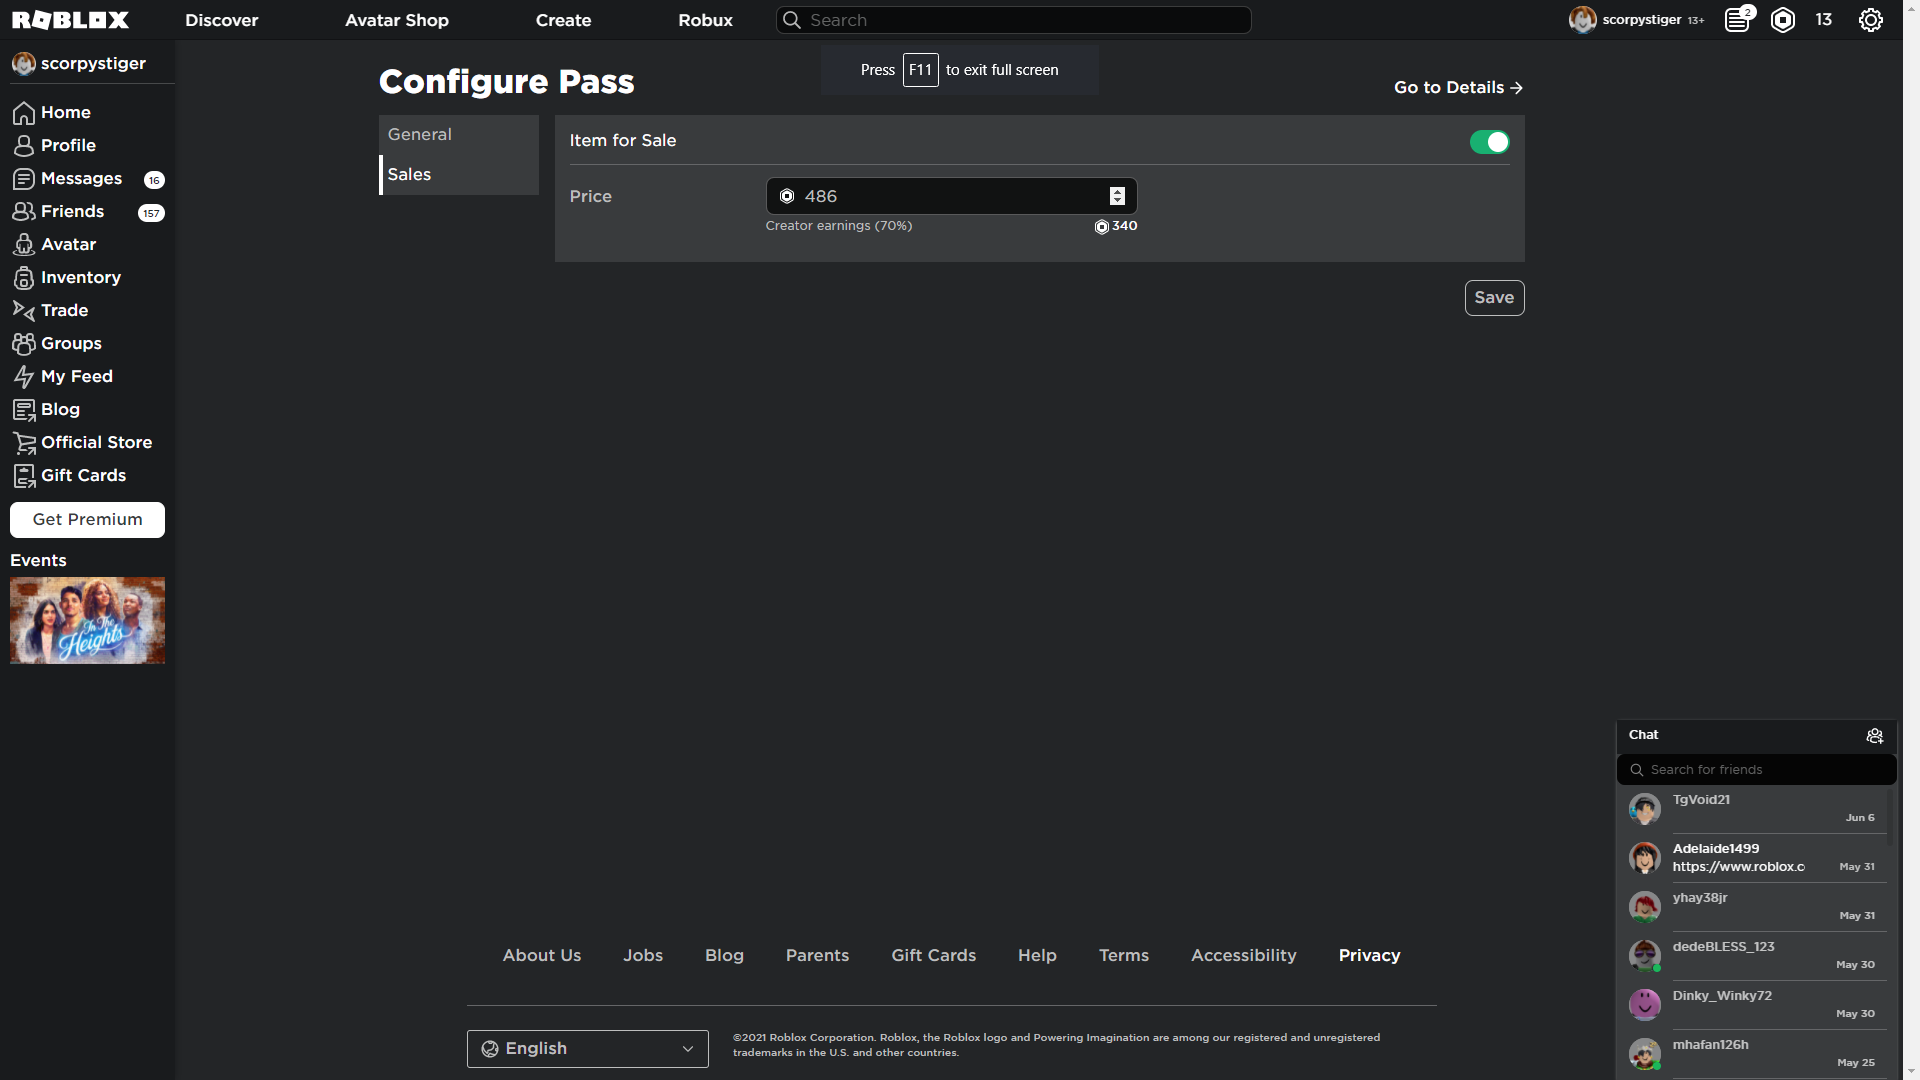 ROBLOX Discover Avatar Shop Create Robux Search scorpystiger 13+ 2 13
Press F11 to exit full screen
scorpystiger
Home
Profile
Messages 16
Friends 157
Avatar
Inventory
Trade
Groups
My Feed
Blog
Official Store
Gift Cards
Get Premium
Events
In The
Heights
Configure Pass
Go to Details
General
Sales
Item for Sale
Price 486
Creator earnings (70%) 340
Save
Chat
Search for friends
TgVoid21
Jun 6
Adelaide1499
https://www.roblox.c
May 31
yhay38jr
May 31
dedeBLESS_123
May 30
Dinky_Winky72
May 30
mhafan126h
May 25
About Us Jobs Blog Parents Gift Cards Help Terms Accessibility Privacy
English
©2021 Roblox Corporation. Roblox, the Roblox logo and Powering Imagination are among our registered and unregistered
trademarks in the U.S. and other countries.